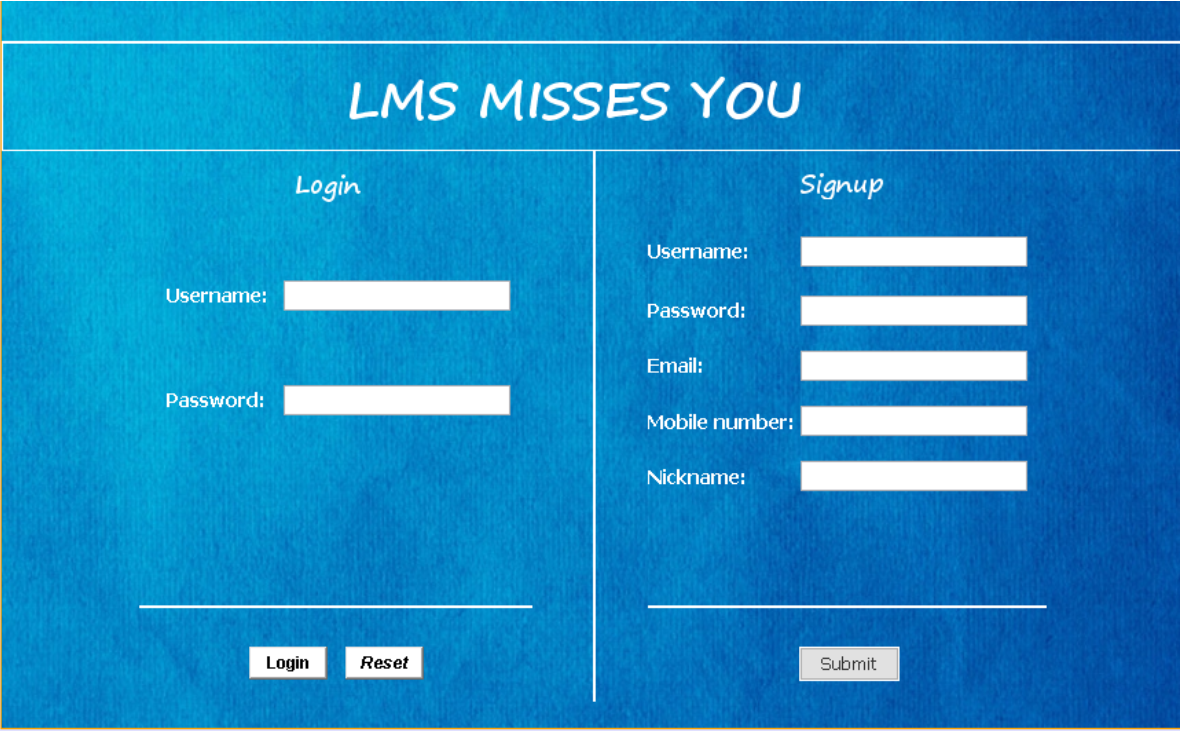 LMS MISSES YOU
Login
Username:
Password:
Login
Reset
Signup
Username:
Password:
Email:
Mobile number:
Nickname:
Submit